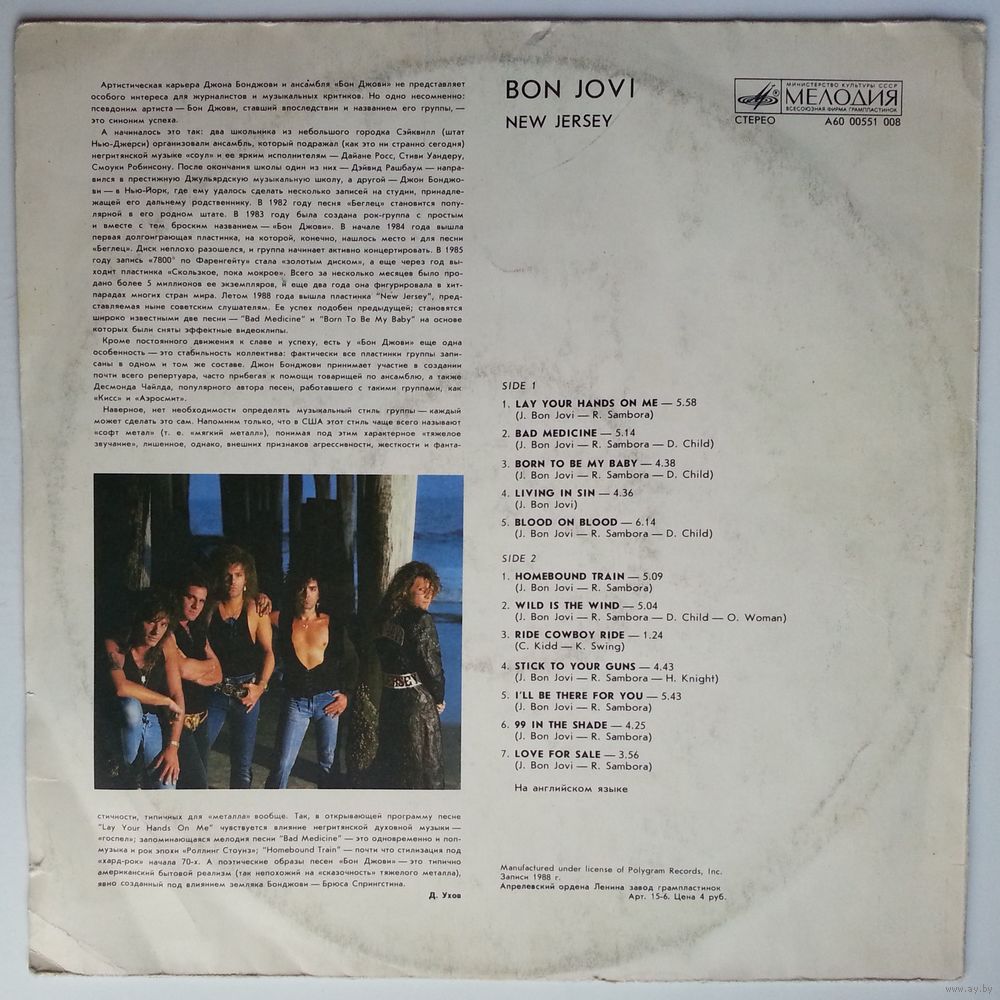 Артистическая карьера Джона Бонджови и ансамбля «Бон Джови» не представляет
особого интереса для журналистов и музыкальных критиков. Но одно несомненно:
псевдоним артиста — Бон Джови, ставший впоследствии и названием его группы, —
это синоним успеха.
А начиналось это так: два школьника из небольшого городка Сэйквилл (штат
Нью-Джерси) организовали ансамбль, который подражал (как это ни странно сегодня)
негритянской музыке «соул» и ее ярким исполнителям — Дайане Росс, Стиви Уандеру,
Смоуки Робинсону. После окончания школы один из них — Дэйвид Рашбаум — напра-
вился в престижную Джульярдскую музыкальную школу, а другой — Джон Бонджо-
ви — в Нью-Йорк, где ему удалось сделать несколько записей на студии, принадле-
жащей его дальнему родственнику. В 1982 году песня «Беглец» становится попу-
лярной в его родном штате. В 1983 году была создана рок-группа с простым
и вместе с тем броским названием — «Бон Джови». В начале 1984 года вышла
первая долгоиграющая пластинка, на которой, конечно, нашлось место и для песни
«Беглец». Диск неплохо разошелся, и группа начинает активно концертировать. В 1985
году запись «7800° по Фаренгейту» стала «золотым диском», а еще через год вы-
ходит пластинка «Скользкое, пока мокрое». Всего за несколько месяцев было про-
дано более 5 миллионов ее экземпляров, и еще два года она фигурировала в хит-
парадах многих стран мира. Летом 1988 года вышла пластинка "New Jersey", пред-
ставляемая ныне советским слушателям. Ее успех подобен предыдущей; становятся
широко известными две песни — "Bad Medicine" и "Born To Be My Baby" на основе
которых были сняты эффектные видеоклипы.
Кроме постоянного движения к славе и успеху, есть у «Бон Джови» еще одна
особенность — это стабильность коллектива: фактически все пластинки группы запи-
саны в одном и том же составе. Джон Бонджови принимает участие в создании
почти всего репертуара, часто прибегая к помощи товарищей по ансамблю, а также
Десмонда Чайлда, популярного автора песен, работавшего с такими группами, как
«Кисс» и «Аэросмит».
Наверное, нет необходимости определять музыкальный стиль группы — каждый
может сделать это сам. Напомним только, что в США этот стиль чаще всего называют
«софт метал» (т. е. «мягкий металл»), понимая под этим характерное «тяжелое
звучание», лишенное, однако, внешних признаков агрессивности, жесткости и фанта-
RSEY
стичности, типичных для «металла» вообще. Так, в открывающей программу песне
"Lay Your Hands On Me" чувствуется влияние негритянской духовной музыки —
«госпел»; запоминающаяся мелодия песни "Bad Medicine" — это одновременно и поп-
музыка и рок эпохи «Роллинг Стоунз»; "Homebound Train" — почти что стилизация под
«хард-рок» начала 70-х. А поэтические образы песен «Бон Джови» — это типично
американский бытовой реализм (так непохожий на «сказочность» тяжелого металла),
явно созданный под влиянием земляка Бонджови — Брюса Спрингстина.
Д. Ухов
BON JOVI
NEW JERSEY
МИНИСТЕРСТВО КУЛЬТУРЫ СССР
МЕЛОДИЯ
ВСЕСОЮЗНАЯ ФИРМА ГРАМПЛАСТИНОК
СТЕРЕО А60 00551 008
SIDE 1
1. LAY YOUR HANDS ON ME — 5.58
(J. Bon Jovi — R. Sambora)
2. BAD MEDICINE — 5.14
(J. Bon Jovi — R. Sambora — D. Child)
3. BORN TO BE MY BABY — 4.38
(J. Bon Jovi — R. Sambora — D. Child)
4. LIVING IN SIN — 4.36
(J. Bon Jovi)
5. BLOOD ON BLOOD — 6.14
(J. Bon Jovi — R. Sambora — D. Child)
SIDE 2
1. HOMEBOUND TRAIN — 5.09
(J. Bon Jovi — R. Sambora)
2. WILD IS THE WIND — 5.04
(J. Bon Jovi — R. Sambora — D. Child — O. Woman)
3. RIDE COWBOY RIDE — 1.24
(C. Kidd — K. Swing)
4. STICK TO YOUR GUNS — 4.43
(J. Bon Jovi — R. Sambora — H. Knight)
5. I'LL BE THERE FOR YOU — 5.43
(J. Bon Jovi — R. Sambora)
6. 99 IN THE SHADE — 4.25
(J. Bon Jovi — R. Sambora)
7. LOVE FOR SALE — 3.56
(J. Bon Jovi — R. Sambora)
На английском языке
Manufactured under license of Polygram Records, Inc.
Записи 1988 г.
Апрелевский ордена Ленина завод грампластинок
Арт. 15-6. Цена 4 руб.
www.ay.by